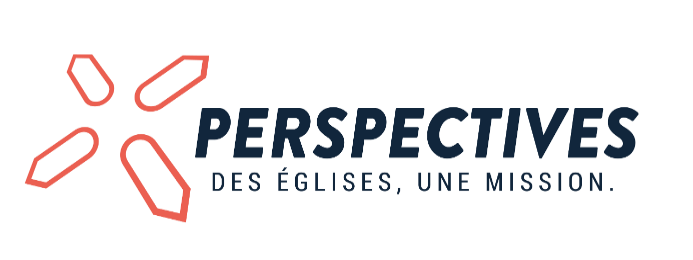 PERSPECTIVES
DES ÉGLISES, UNE MISSION.